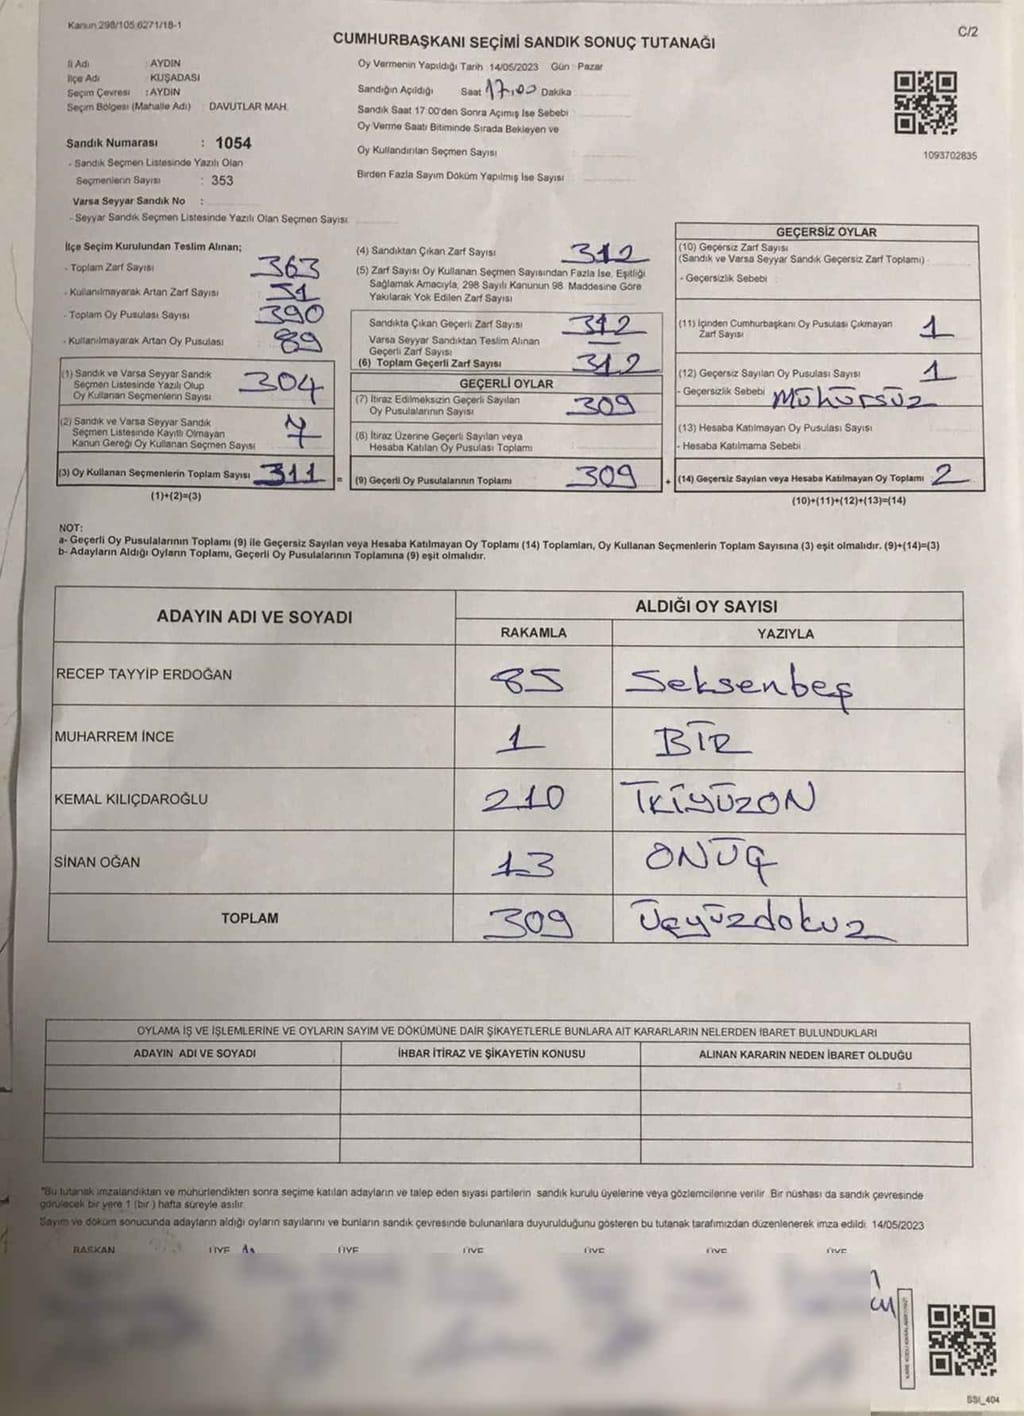 Kanun 298/105 6271/18-1
C/2
CUMHURBAŞKANI SEÇİMİ SANDIK SONUÇ TUTANAĞI
İl Adı : AYDIN
İlçe Adı : KUŞADASI
Seçim Çevresi : AYDIN
Seçim Bölgesi (Mahalle Adı) : DAVUTLAR MAH.
Sandık Numarası : 1054
- Sandık Seçmen Listesinde Yazılı Olan
Seçmenlerin Sayısı : 353
Varsa Seyyar Sandık No :
- Seyyar Sandık Seçmen Listesinde Yazılı Olan Seçmen Sayısı
Oy Vermenin Yapıldığı Tarih 14/05/2023 Gün : Pazar
Sandığın Açıldığı Saat 17.00 Dakika
Sandık Saat 17:00'den Sonra Açımış İse Sebebi
Oy Verme Saati Bitiminde Sırada Bekleyen ve
Oy Kullandırılan Seçmen Sayısı
Birden Fazla Sayım Döküm Yapılmış İse Sayısı
1093702835
İlçe Seçim Kurulundan Teslim Alınan;
- Toplam Zarf Sayısı 363
- Kullanılmayarak Artan Zarf Sayısı 51
- Toplam Oy Pusulası Sayısı 390
- Kullanılmayarak Artan Oy Pusulası 89
(1) Sandık ve Varsa Seyyar Sandık
Seçmen Listesinde Yazılı Olup
Oy Kullanan Seçmenlerin Sayısı 304
(2) Sandık ve Varsa Seyyar Sandık
Seçmen Listesinde Kayıtlı Olmayan
Kanun Gereği Oy Kullanan Seçmen Sayısı 7
(3) Oy Kullanan Seçmenlerin Toplam Sayısı 311 =
(1)+(2)=(3)
(4) Sandıktan Çıkan Zarf Sayısı 312
(5) Zarf Sayısı Oy Kullanan Seçmen Sayısından Fazla İse, Eşitliği
Sağlamak Amacıyla, 298 Sayılı Kanunun 98. Maddesine Göre
Yakılarak Yok Edilen Zarf Sayısı
Sandıkta Çıkan Geçerli Zarf Sayısı 312
Varsa Seyyar Sandıktan Teslim Alınan
Geçerli Zarf Sayısı —
(6) Toplam Geçerli Zarf Sayısı 312
GEÇERLİ OYLAR
(7) İtiraz Edilmeksizin Geçerli Sayılan
Oy Pusulalarının Sayısı 309
(8) İtiraz Üzerine Geçerli Sayılan veya
Hesaba Katılan Oy Pusulası Toplamı
(9) Geçerli Oy Pusulalarının Toplamı 309 +
GEÇERSİZ OYLAR
(10) Geçersiz Zarf Sayısı
(Sandık ve Varsa Seyyar Sandık Geçersiz Zarf Toplamı)
- Geçersizlik Sebebi
(11) İçinden Cumhurbaşkanı Oy Pusulası Çıkmayan
Zarf Sayısı 1
(12) Geçersiz Sayılan Oy Pusulası Sayısı 1
- Geçersizlik Sebebi Mühürsüz
(13) Hesaba Katılmayan Oy Pusulası Sayısı
- Hesaba Katılmama Sebebi
(14) Geçersiz Sayılan veya Hesaba Katılmayan Oy Toplamı 2
(10)+(11)+(12)+(13)=(14)
NOT:
a- Geçerli Oy Pusulalarının Toplamı (9) ile Geçersiz Sayılan veya Hesaba Katılmayan Oy Toplamı (14) Toplamları, Oy Kullanan Seçmenlerin Toplam Sayısına (3) eşit olmalıdır. (9)+(14)=(3)
b- Adayların Aldığı Oyların Toplamı, Geçerli Oy Pusulalarının Toplamına (9) eşit olmalıdır.
ADAYIN ADI VE SOYADI
ALDIĞI OY SAYISI
RAKAMLA YAZIYLA
RECEP TAYYİP ERDOĞAN 85 Seksenbeş
MUHARREM İNCE 1 BİR
KEMAL KILIÇDAROĞLU 210 İKİYÜZON
SİNAN OĞAN 13 ONÜÇ
TOPLAM 309 Üçyüzdokuz
OYLAMA İŞ VE İŞLEMLERİNE VE OYLARIN SAYIM VE DÖKÜMÜNE DAİR ŞİKAYETLERLE BUNLARA AİT KARARLARIN NELERDEN İBARET BULUNDUKLARI
ADAYIN ADI VE SOYADI İHBAR İTİRAZ VE ŞİKAYETİN KONUSU ALINAN KARARIN NEDEN İBARET OLDUĞU
*Bu tutanak imzalandıktan ve mühürlendikten sonra seçime katılan adayların ve talep eden siyasi partilerin sandık kurulu üyelerine veya gözlemcilerine verilir. Bir nüshası da sandık çevresinde
görülecek bir yere 1 (bir) hafta süreyle asılır.
Sayım ve döküm sonucunda adayların aldığı oyların sayılarını ve bunların sandık çevresinde bulunanlara duyurulduğunu gösteren bu tutanak tarafımızdan düzenlenerek imza edildi. 14/05/2023
BAŞKAN ÜYE ÜYE ÜYE ÜYE ÜYE ÜYE
SSI_404